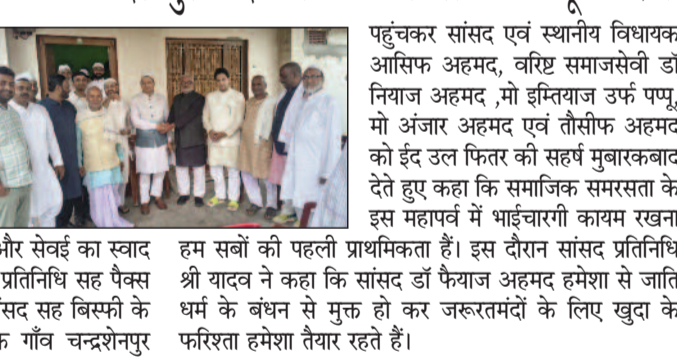 पहुंचकर सांसद एवं स्थानीय विधायक
आसिफ अहमद, वरिष्ट समाजसेवी डॉ
नियाज अहमद ,मो इम्तियाज उर्फ पप्पू,
मो अंजार अहमद एवं तौसीफ अहमद
को ईद उल फितर की सहर्ष मुबारकबाद
देते हुए कहा कि समाजिक समरसता के
इस महापर्व में भाईचारगी कायम रखना
हम सबों की पहली प्राथमिकता हैं। इस दौरान सांसद प्रतिनिधि
श्री यादव ने कहा कि सांसद डॉ फैयाज अहमद हमेशा से जाति
धर्म के बंधन से मुक्त हो कर जरूरतमंदों के लिए खुदा के
फरिश्ता हमेशा तैयार रहते हैं।
और सेवई का स्वाद
प्रतिनिधि सह पैक्स
सह बिस्फी के
गाँव चन्द्रशेनपुर